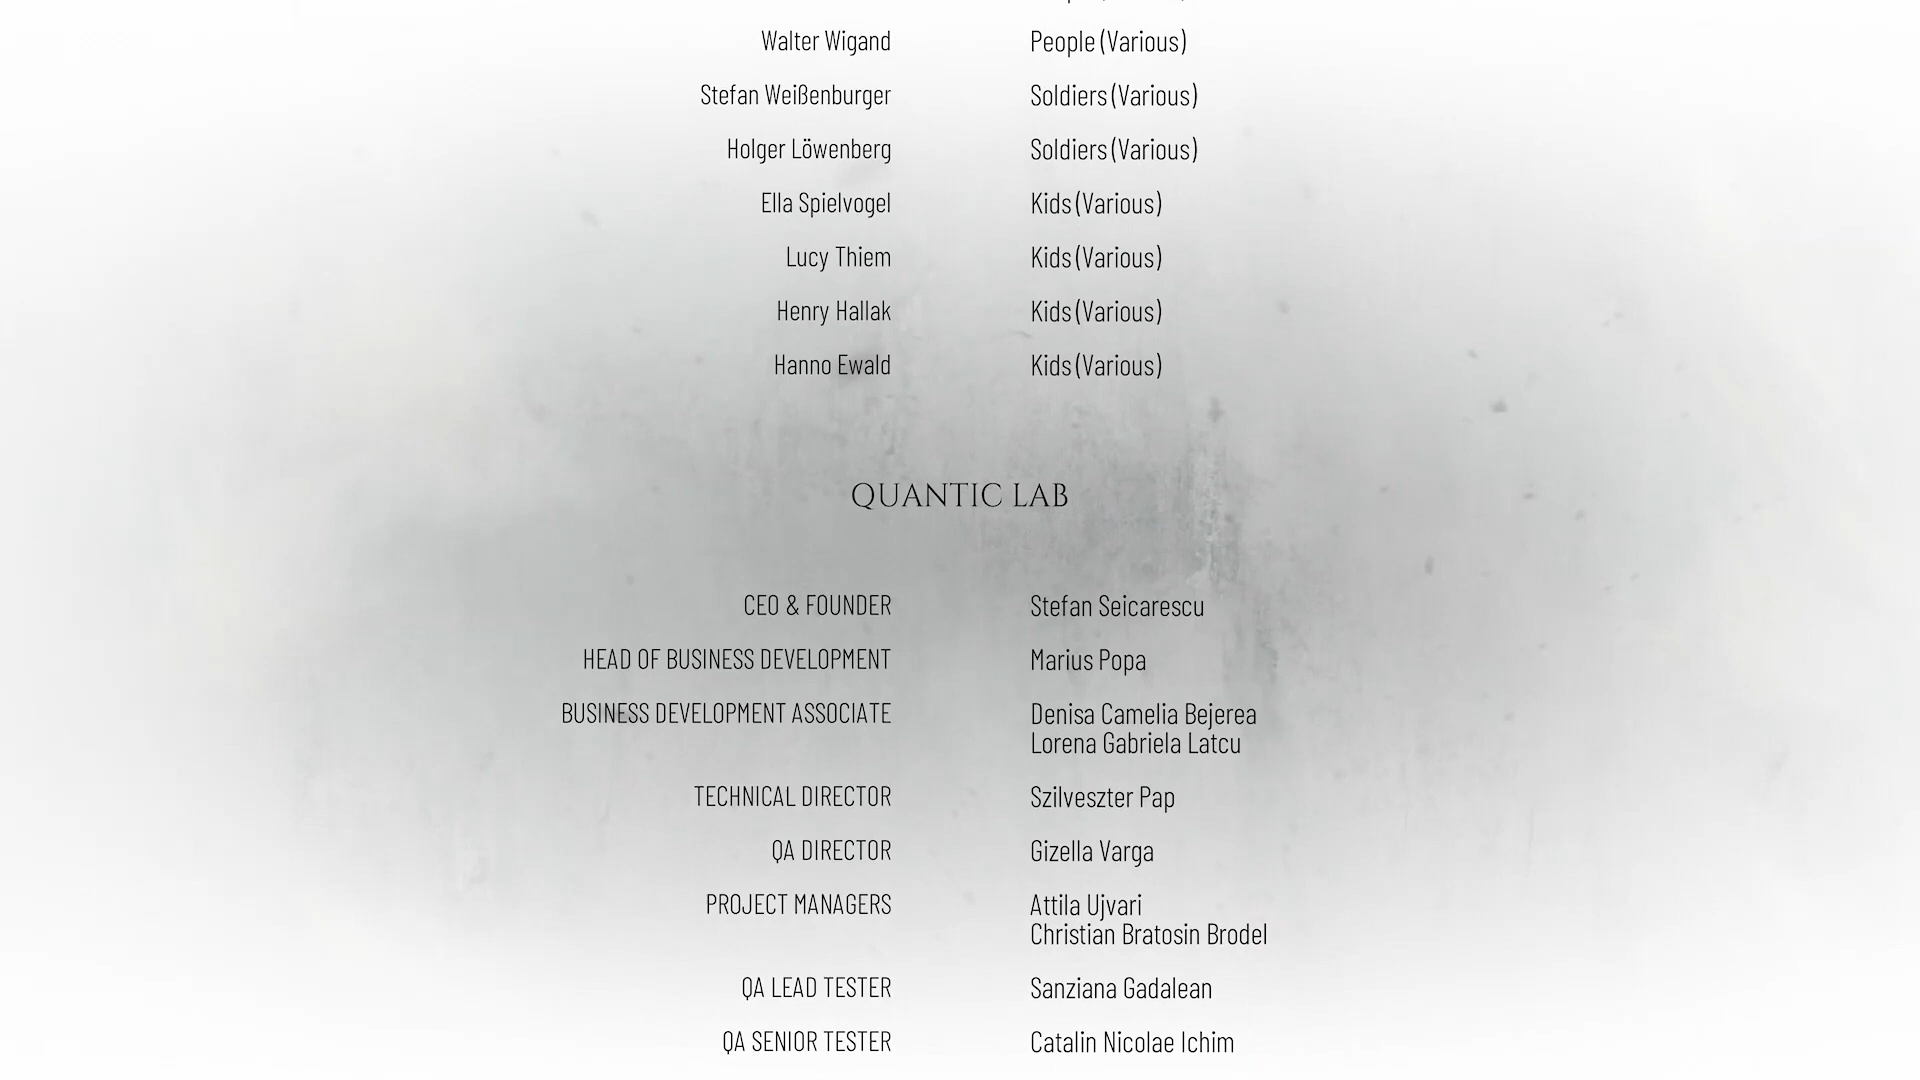 Walter Wigand People (Various)
Stefan Weißenburger Soldiers (Various)
Holger Löwenberg Soldiers (Various)
Ella Spielvogel Kids (Various)
Lucy Thiem Kids (Various)
Henry Hallak Kids (Various)
Hanno Ewald Kids (Various)
QUANTIC LAB
CEO & FOUNDER Stefan Seicarescu
HEAD OF BUSINESS DEVELOPMENT Marius Popa
BUSINESS DEVELOPMENT ASSOCIATE Denisa Camelia Bejerea
Lorena Gabriela Latcu
TECHNICAL DIRECTOR Szilveszter Pap
QA DIRECTOR Gizella Varga
PROJECT MANAGERS Attila Ujvari
Christian Bratosin Brodel
QA LEAD TESTER Sanziana Gadalean
QA SENIOR TESTER Catalin Nicolae Ichim